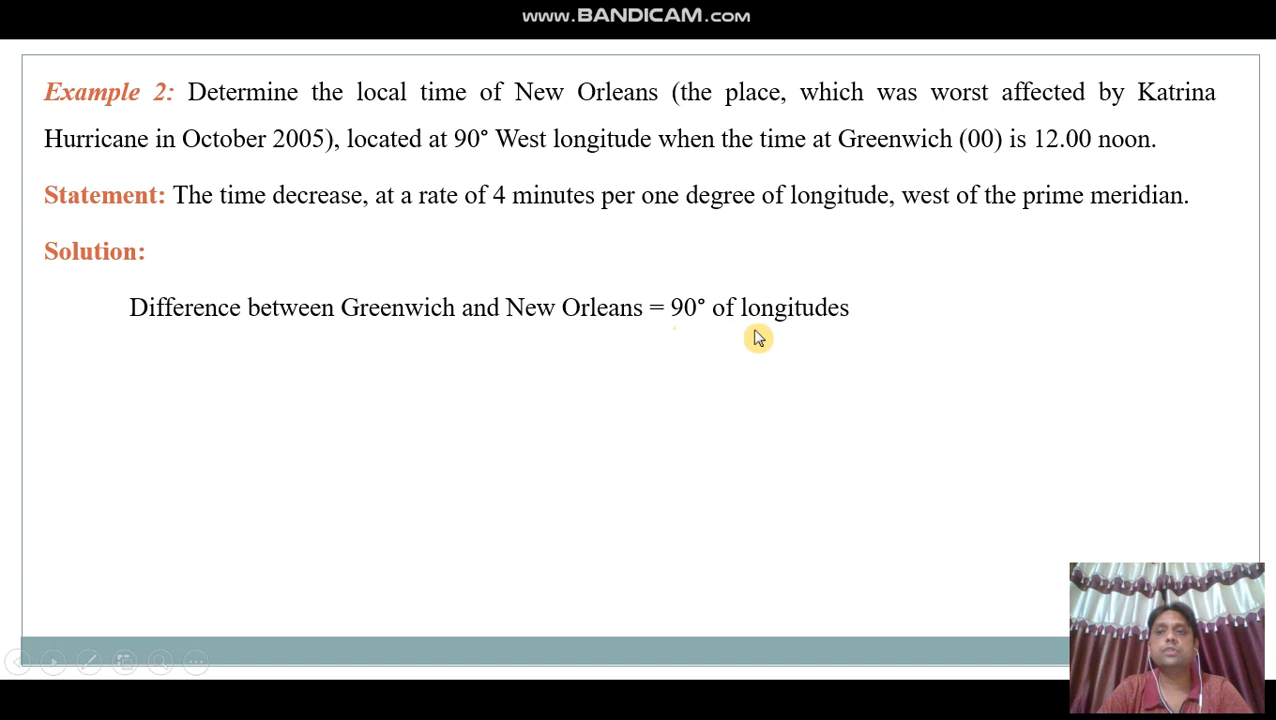 www.BANDICAM.com
Example 2: Determine the local time of New Orleans (the place, which was worst affected by Katrina
Hurricane in October 2005), located at 90° West longitude when the time at Greenwich (00) is 12.00 noon.
Statement: The time decrease, at a rate of 4 minutes per one degree of longitude, west of the prime meridian.
Solution:
Difference between Greenwich and New Orleans = 90° of longitudes